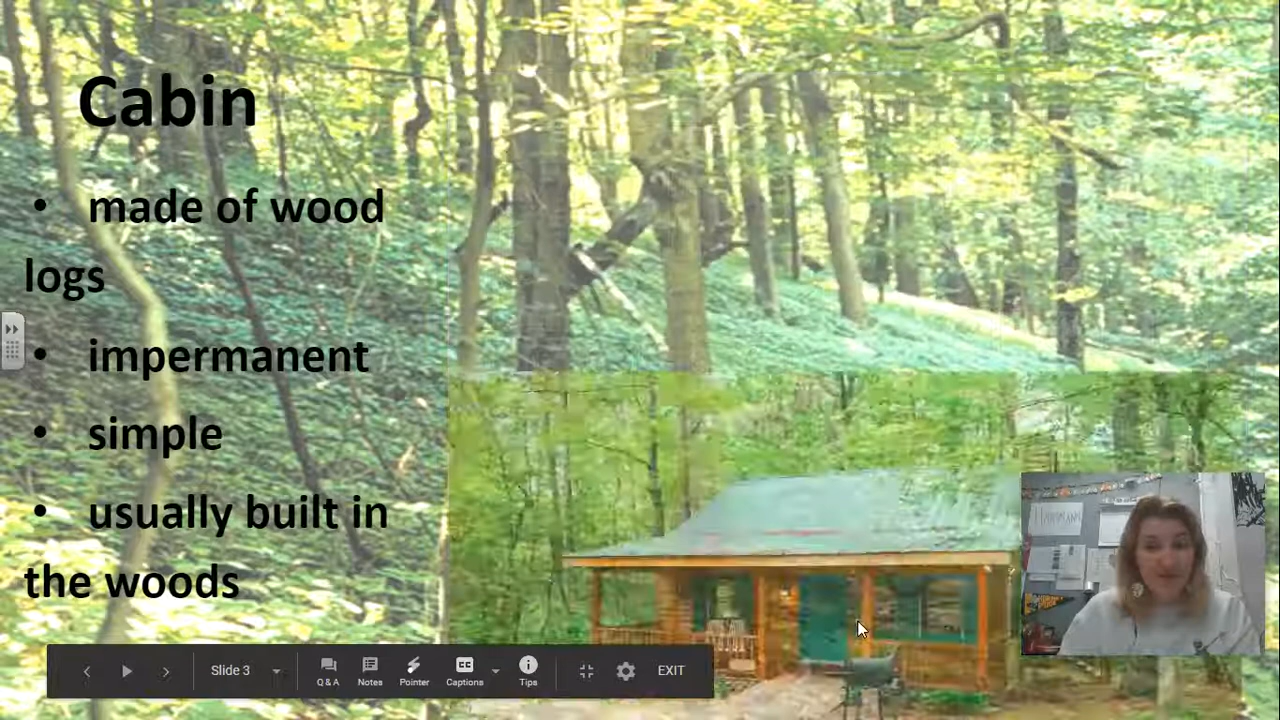 Cabin
• made of wood
logs
• impermanent
• simple
• usually built in
the woods
Slide 3
Q & A
Notes
Pointer
CC
Captions
Tips
EXIT